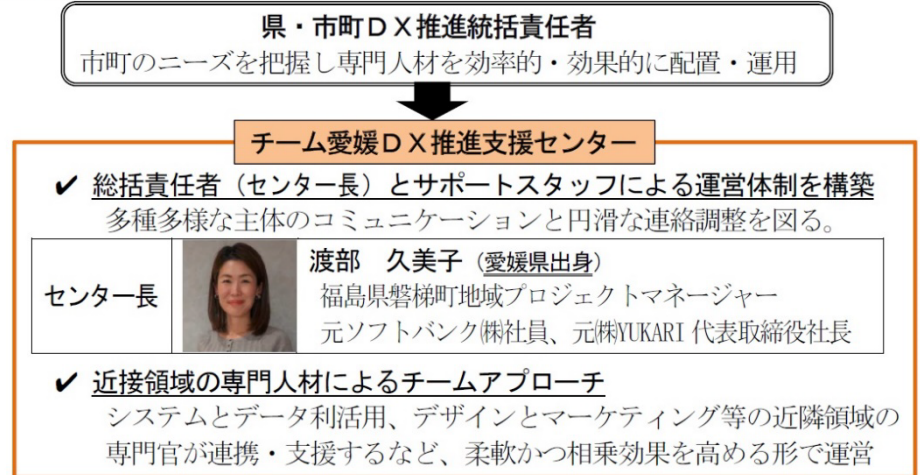 県・市町DX推進統括責任者
市町のニーズを把握し専門人材を効率的・効果的に配置・運用
チーム愛媛DX推進支援センター
✔ 総括責任者（センター長）とサポートスタッフによる運営体制を構築
多種多様な主体のコミュニケーションと円滑な連絡調整を図る。
センター長
渡部　久美子（愛媛県出身）
福島県磐梯町地域プロジェクトマネージャー
元ソフトバンク㈱社員、元㈱YUKARI 代表取締役社長
✔ 近接領域の専門人材によるチームアプローチ
システムとデータ利活用、デザインとマーケティング等の近隣領域の
専門官が連携・支援するなど、柔軟かつ相乗効果を高める形で運営